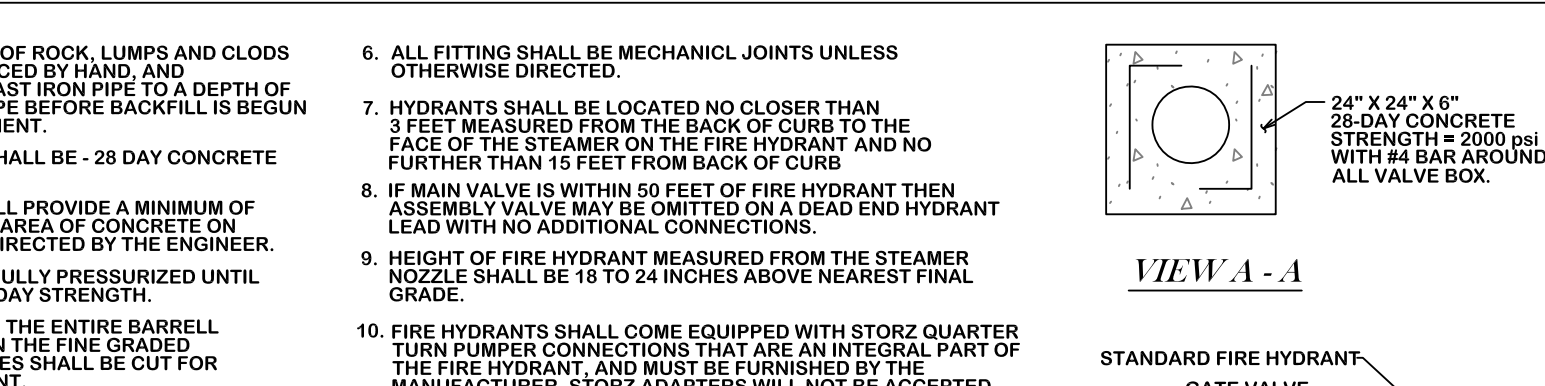 OF ROCK, LUMPS AND CLODS
CED BY HAND, AND
AST IRON PIPE TO A DEPTH OF
PE BEFORE BACKFILL IS BEGUN
MENT.
HALL BE - 28 DAY CONCRETE
LL PROVIDE A MINIMUM OF
AREA OF CONCRETE ON
DIRECTED BY THE ENGINEER.
FULLY PRESSURIZED UNTIL
DAY STRENGTH.
THE ENTIRE BARRELL
N THE FINE GRADED
ES SHALL BE CUT FOR
NT.
6. ALL FITTING SHALL BE MECHANICL JOINTS UNLESS
OTHERWISE DIRECTED.
7. HYDRANTS SHALL BE LOCATED NO CLOSER THAN
3 FEET MEASURED FROM THE BACK OF CURB TO THE
FACE OF THE STEAMER ON THE FIRE HYDRANT AND NO
FURTHER THAN 15 FEET FROM BACK OF CURB
8. IF MAIN VALVE IS WITHIN 50 FEET OF FIRE HYDRANT THEN
ASSEMBLY VALVE MAY BE OMITTED ON A DEAD END HYDRANT
LEAD WITH NO ADDITIONAL CONNECTIONS.
9. HEIGHT OF FIRE HYDRANT MEASURED FROM THE STEAMER
NOZZLE SHALL BE 18 TO 24 INCHES ABOVE NEAREST FINAL
GRADE.
10. FIRE HYDRANTS SHALL COME EQUIPPED WITH STORZ QUARTER
TURN PUMPER CONNECTIONS THAT ARE AN INTEGRAL PART OF
THE FIRE HYDRANT, AND MUST BE FURNISHED BY THE
MANUFACTURER. STORZ ADAPTERS WILL NOT BE ACCEPTED
24" X 24" X 6"
28-DAY CONCRETE
STRENGTH = 2000 psi
WITH #4 BAR AROUND
ALL VALVE BOX.
VIEW A - A
STANDARD FIRE HYDRANT
GATE VALVE